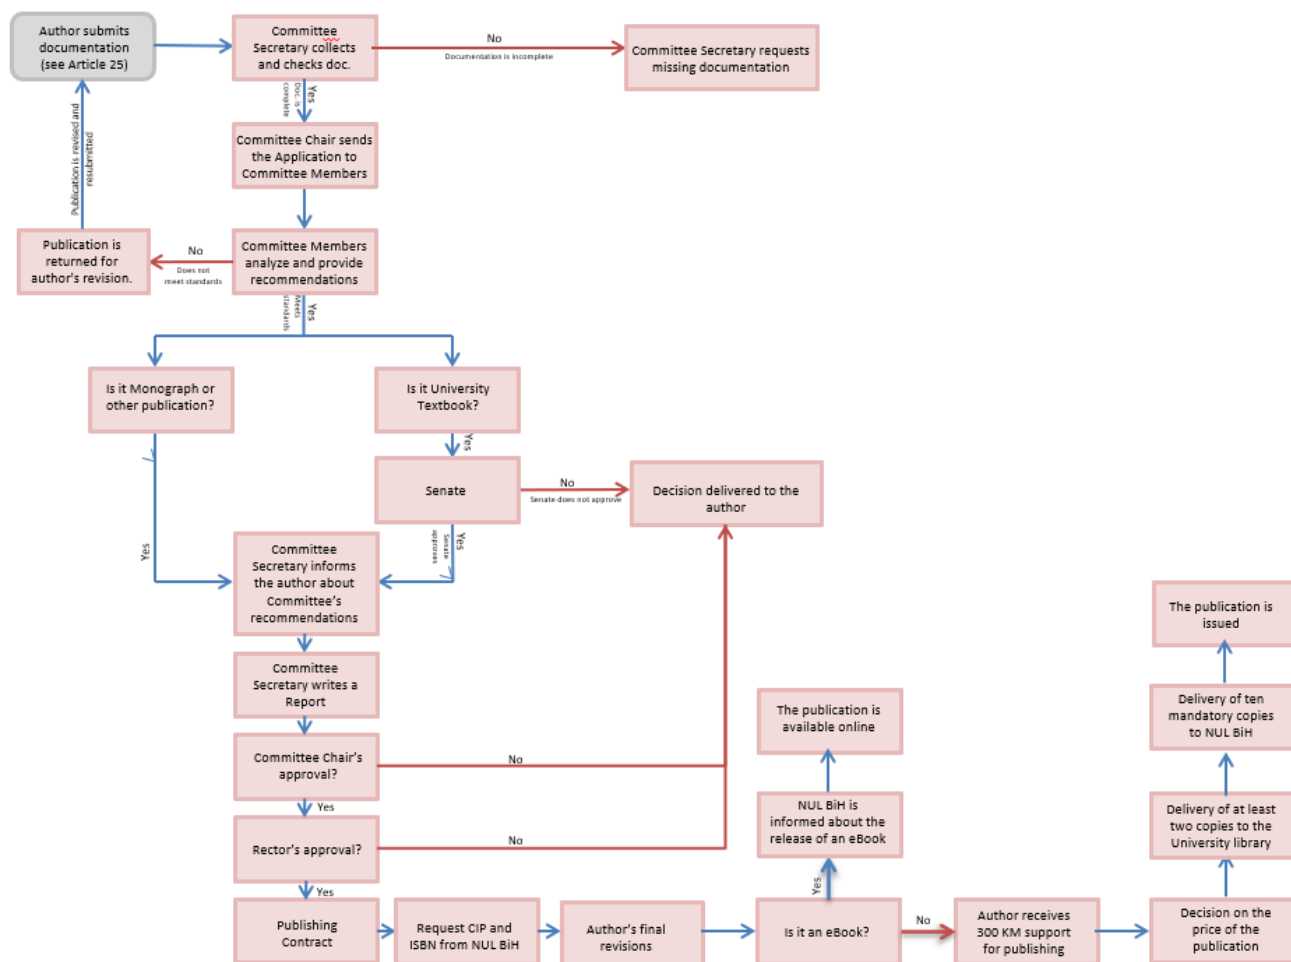 Author submits
documentation
(see Article 25)
Committee
Secretary collects
and checks doc.
No
Documentation is incomplete
Committee Secretary requests
missing documentation
Yes
Doc. is
complete
Publication is revised and
resubmitted
Committee Chair sends
the Application to
Committee Members
Publication is
returned for
author's revision.
No
Does not
meet standards
Committee Members
analyze and provide
recommendations
Yes
Meets
standards
Is it Monograph or
other publication?
Is it University
Textbook?
Yes
Senate
No
Senate does not approve
Decision delivered to the
author
Yes
Yes
Senate
approves
Committee
Secretary informs
the author about
Committee's
recommendations
Committee
Secretary writes a
Report
Committee Chair's
approval?
No
Yes
Rector's approval?
No
Yes
Publishing
Contract
Request CIP and
ISBN from NUL BiH
Author's final
revisions
Is it an eBook?
Yes
NUL BiH is
informed about the
release of an eBook
The publication is
available online
No
Author receives
300 KM support
for publishing
Decision on the
price of the
publication
Delivery of at least
two copies to the
University library
Delivery of ten
mandatory copies
to NUL BiH
The publication is
issued